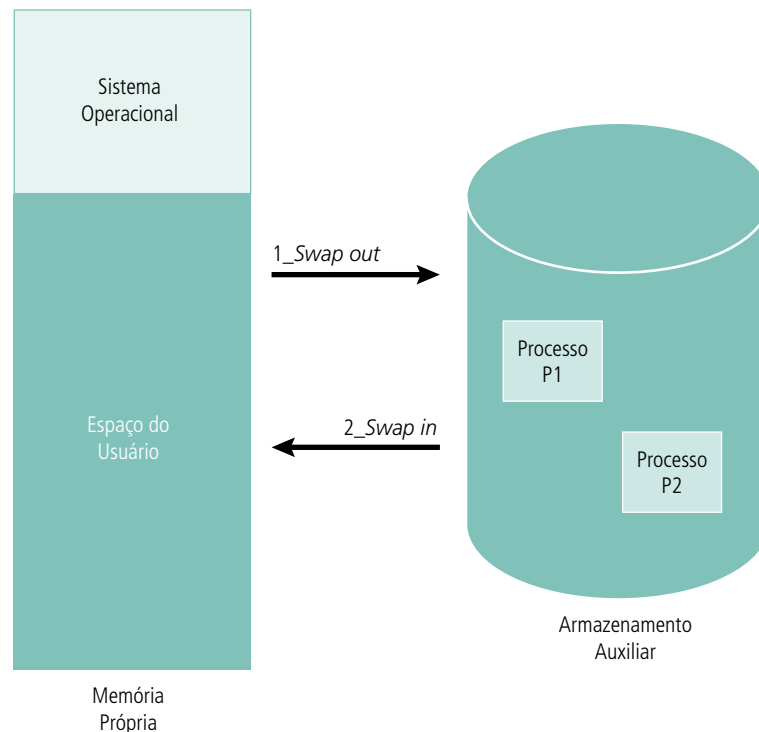 Sistema
Operacional
1_Swap out
Processo
P1
Espaço do
Usuário
2_Swap in
Processo
P2
Armazenamento
Auxiliar
Memória
Própria